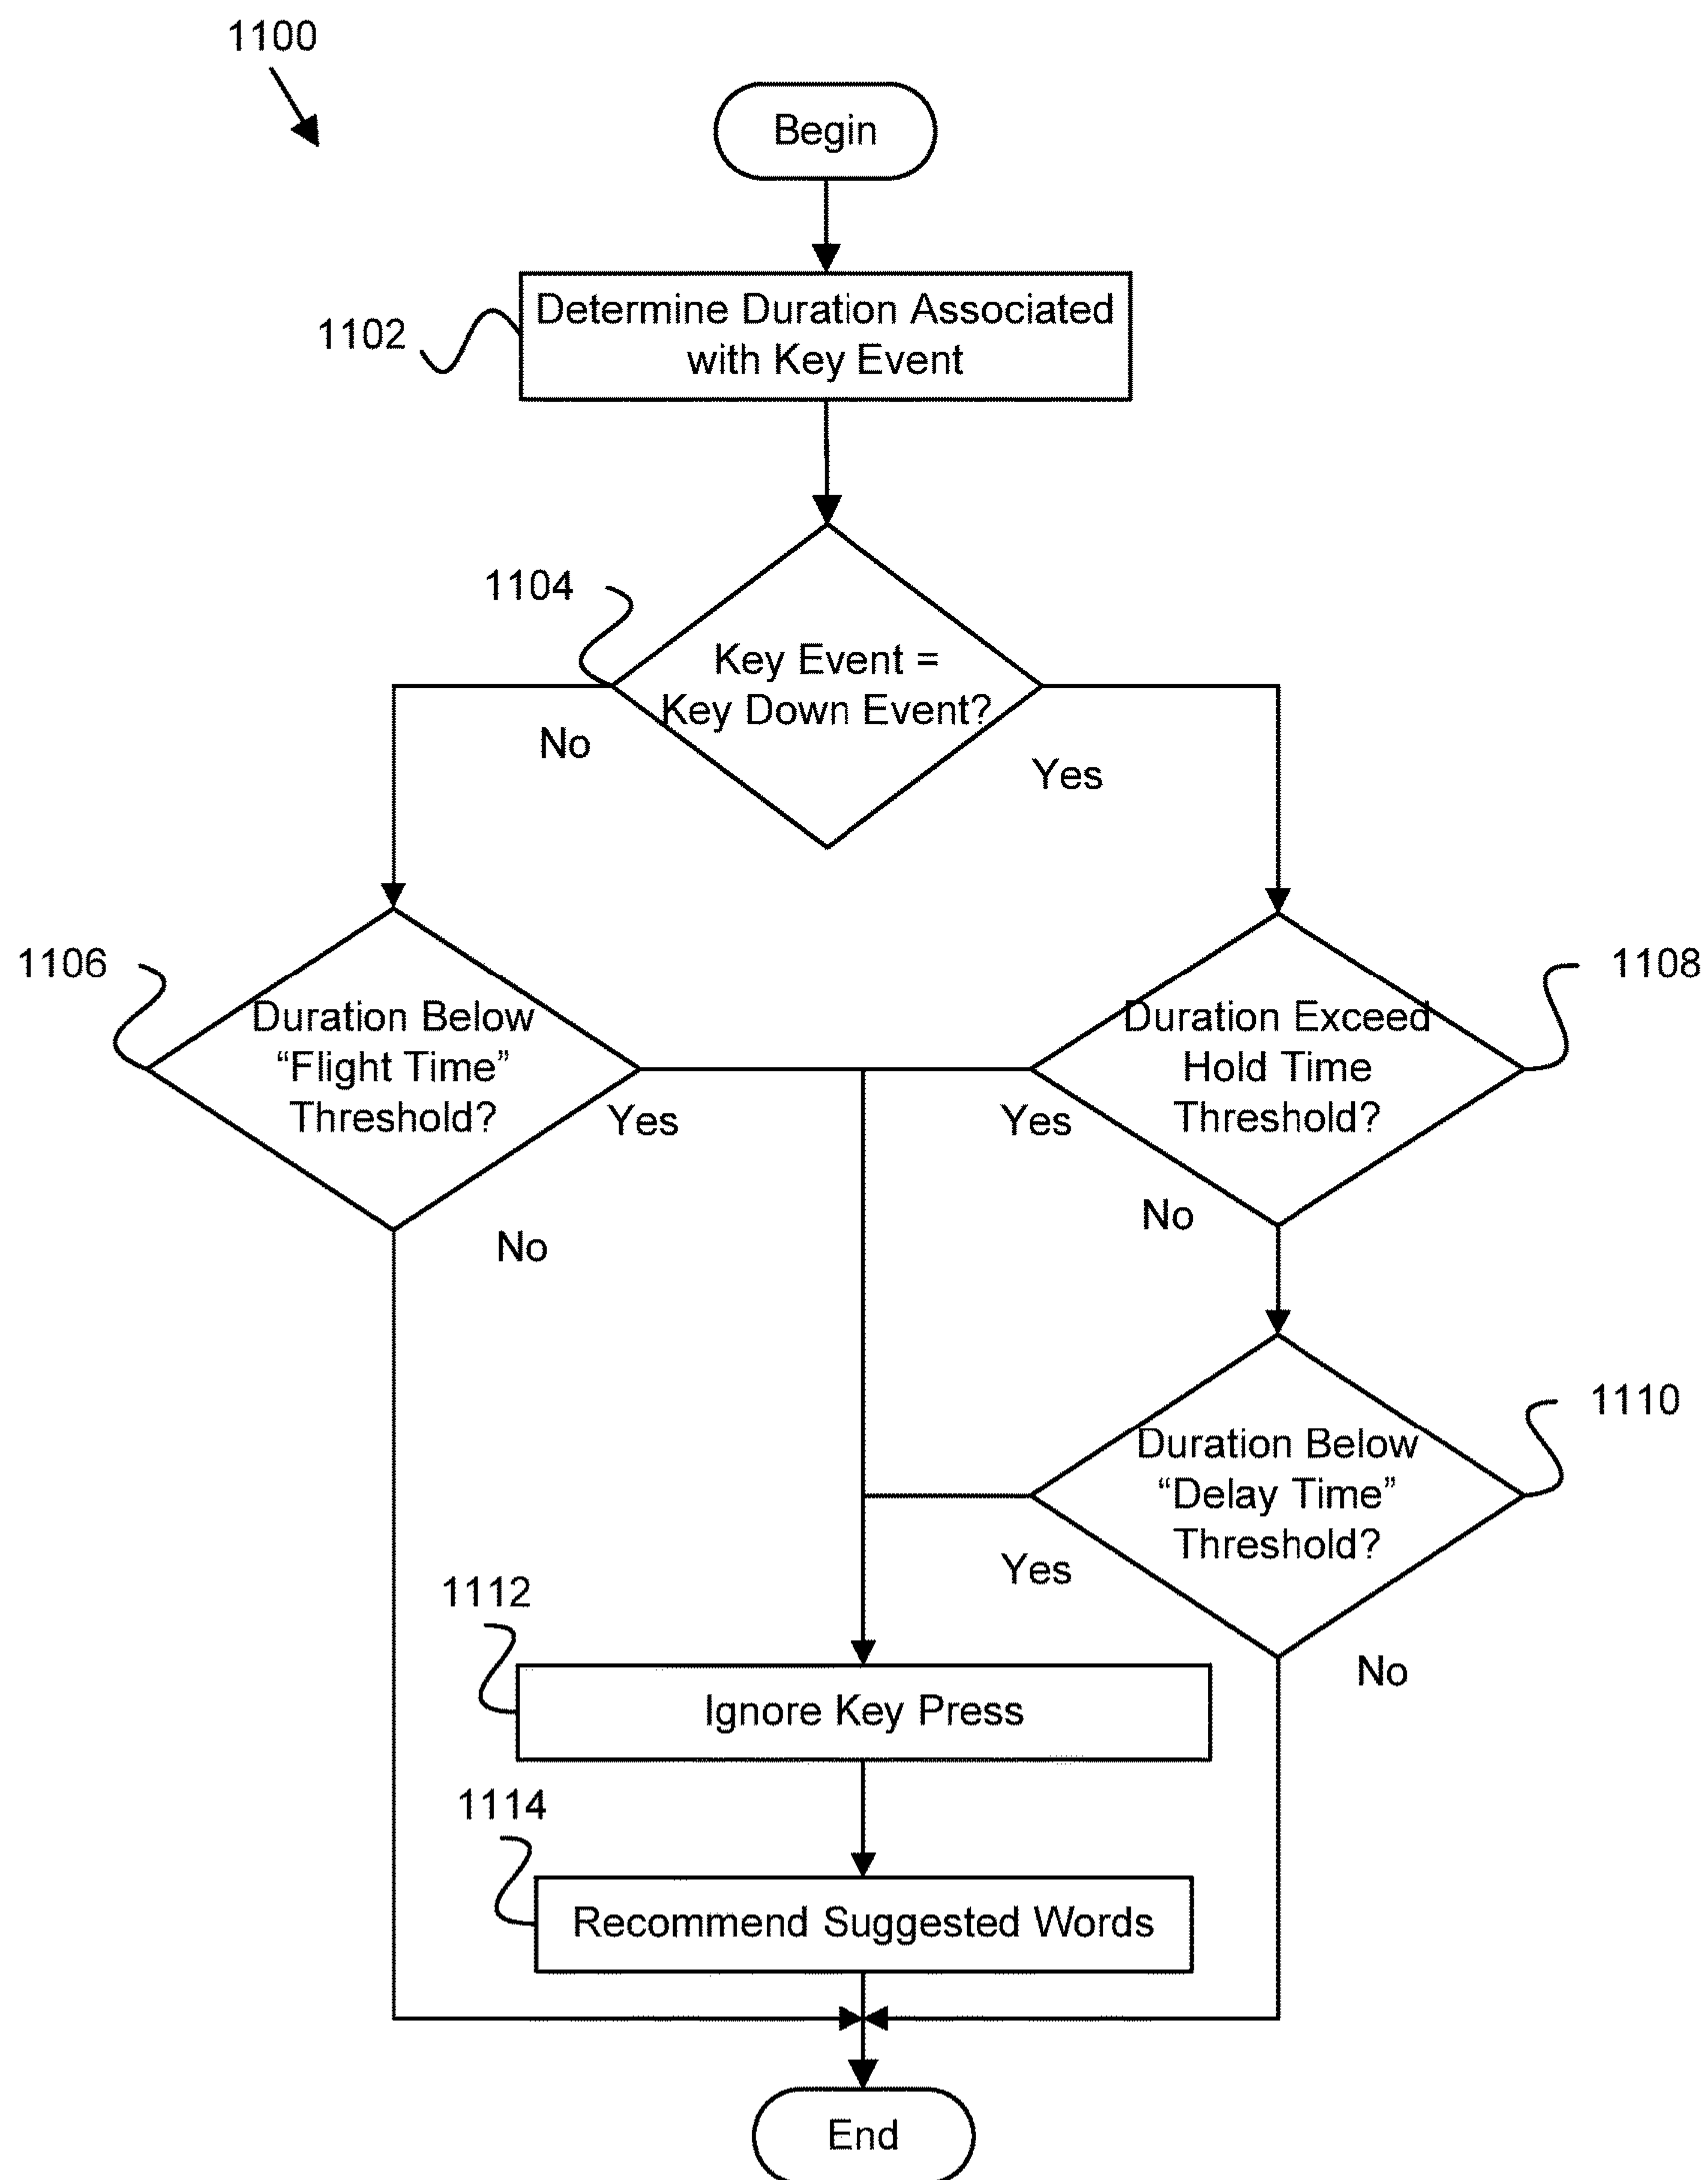 1100
Begin
1102
Determine Duration Associated
with Key Event
1104
Key Event =
Key Down Event?
No
Yes
1106
Duration Below
“Flight Time”
Threshold?
Yes
No
1108
Duration Exceed
Hold Time
Threshold?
Yes
No
1110
Duration Below
“Delay Time”
Threshold?
Yes
No
1112
Ignore Key Press
1114
Recommend Suggested Words
End